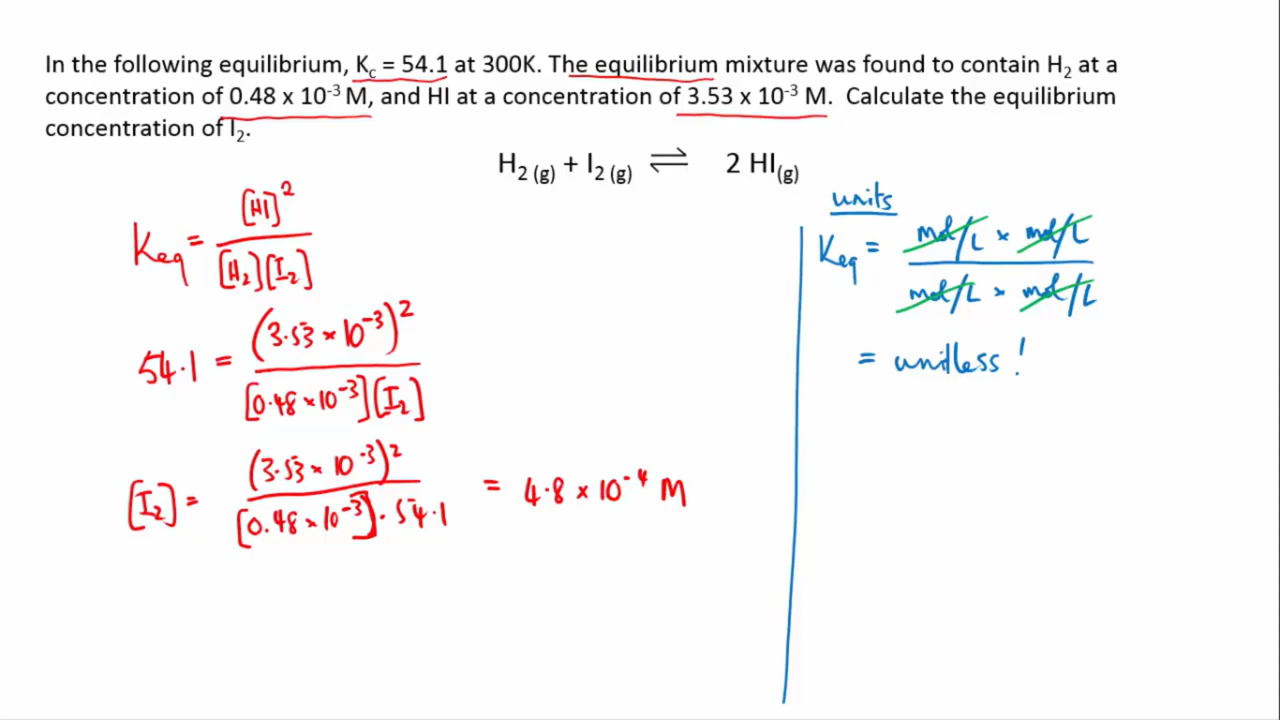 In the following equilibrium, Kc = 54.1 at 300K. The equilibrium mixture was found to contain H₂ at a
concentration of 0.48 x 10⁻³ M, and HI at a concentration of 3.53 x 10⁻³ M. Calculate the equilibrium
concentration of I₂.
H₂ (g) + I₂ (g) ⇌ 2 HI(g)
Keq = [HI]² / [H₂][I₂]
54.1 = (3.53 × 10⁻³)² / [0.48 × 10⁻³][I₂]
[I₂] = (3.53 × 10⁻³)² / [0.48 × 10⁻³] · 54.1 = 4.8 × 10⁻⁴ M
units
Keq = mol/L × mol/L / mol/L × mol/L
= unitless !